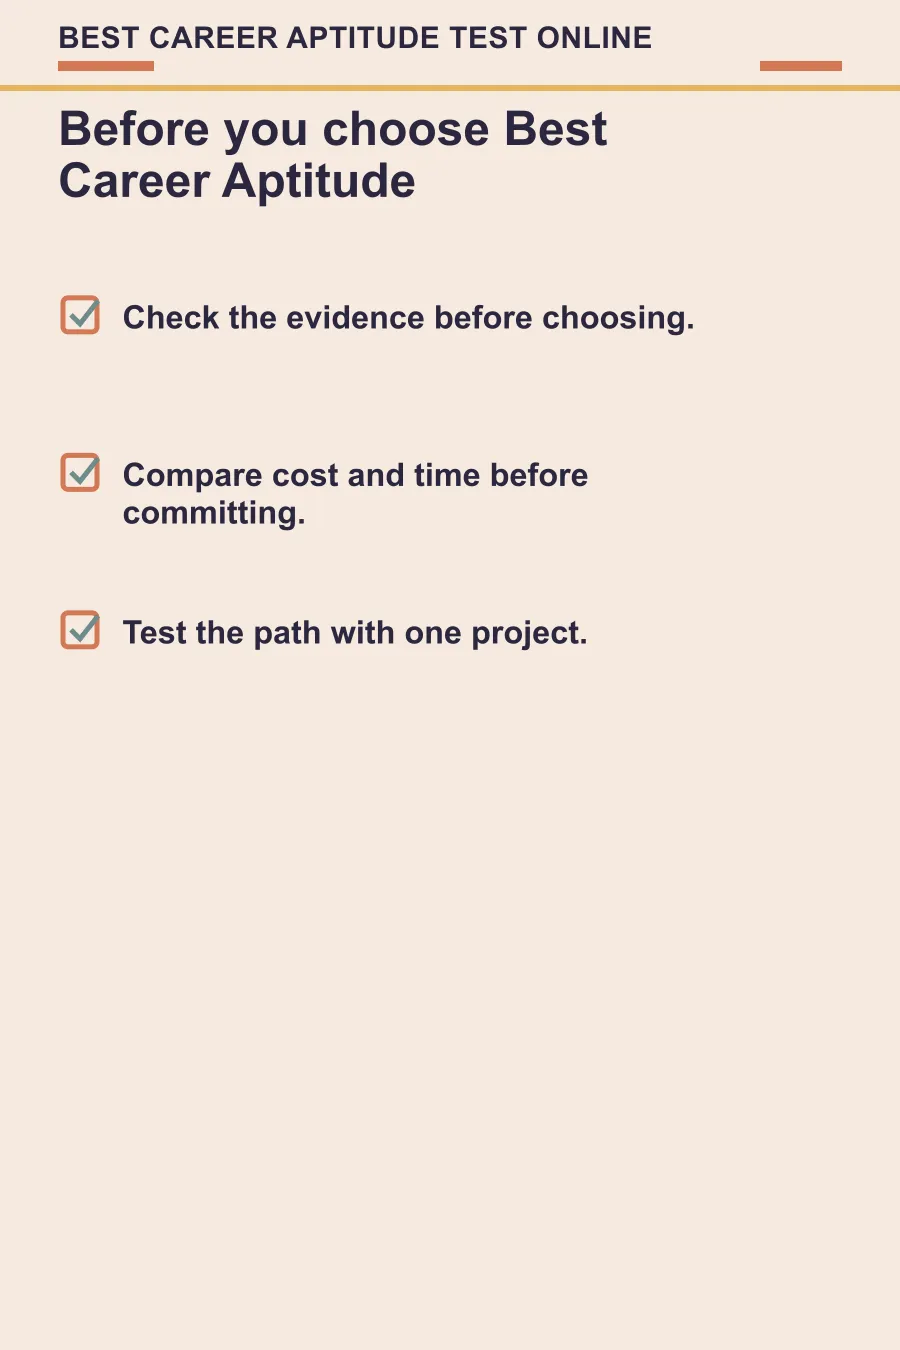 BEST CAREER APTITUDE TEST ONLINE
Before you choose Best
Career Aptitude
Check the evidence before choosing.
Compare cost and time before
committing.
Test the path with one project.